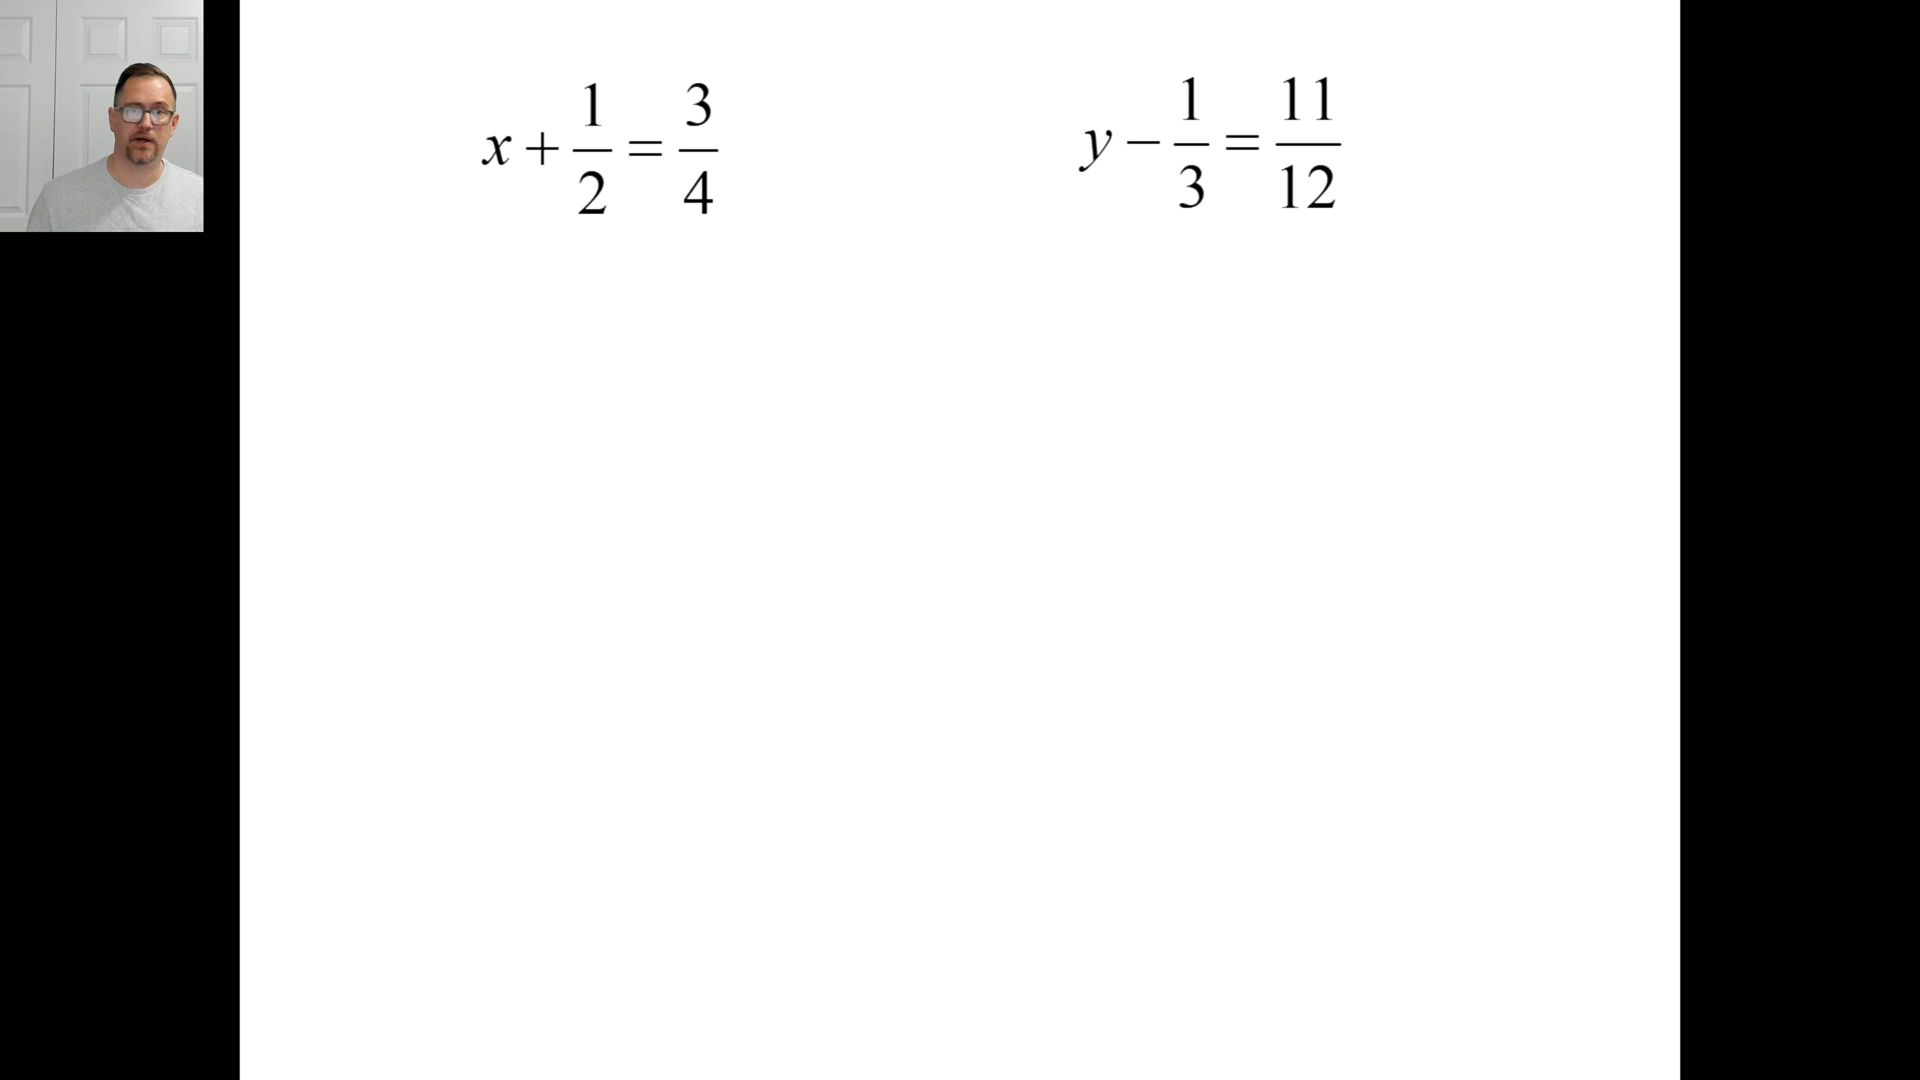 x + 1/2 = 3/4
y − 1/3 = 11/12